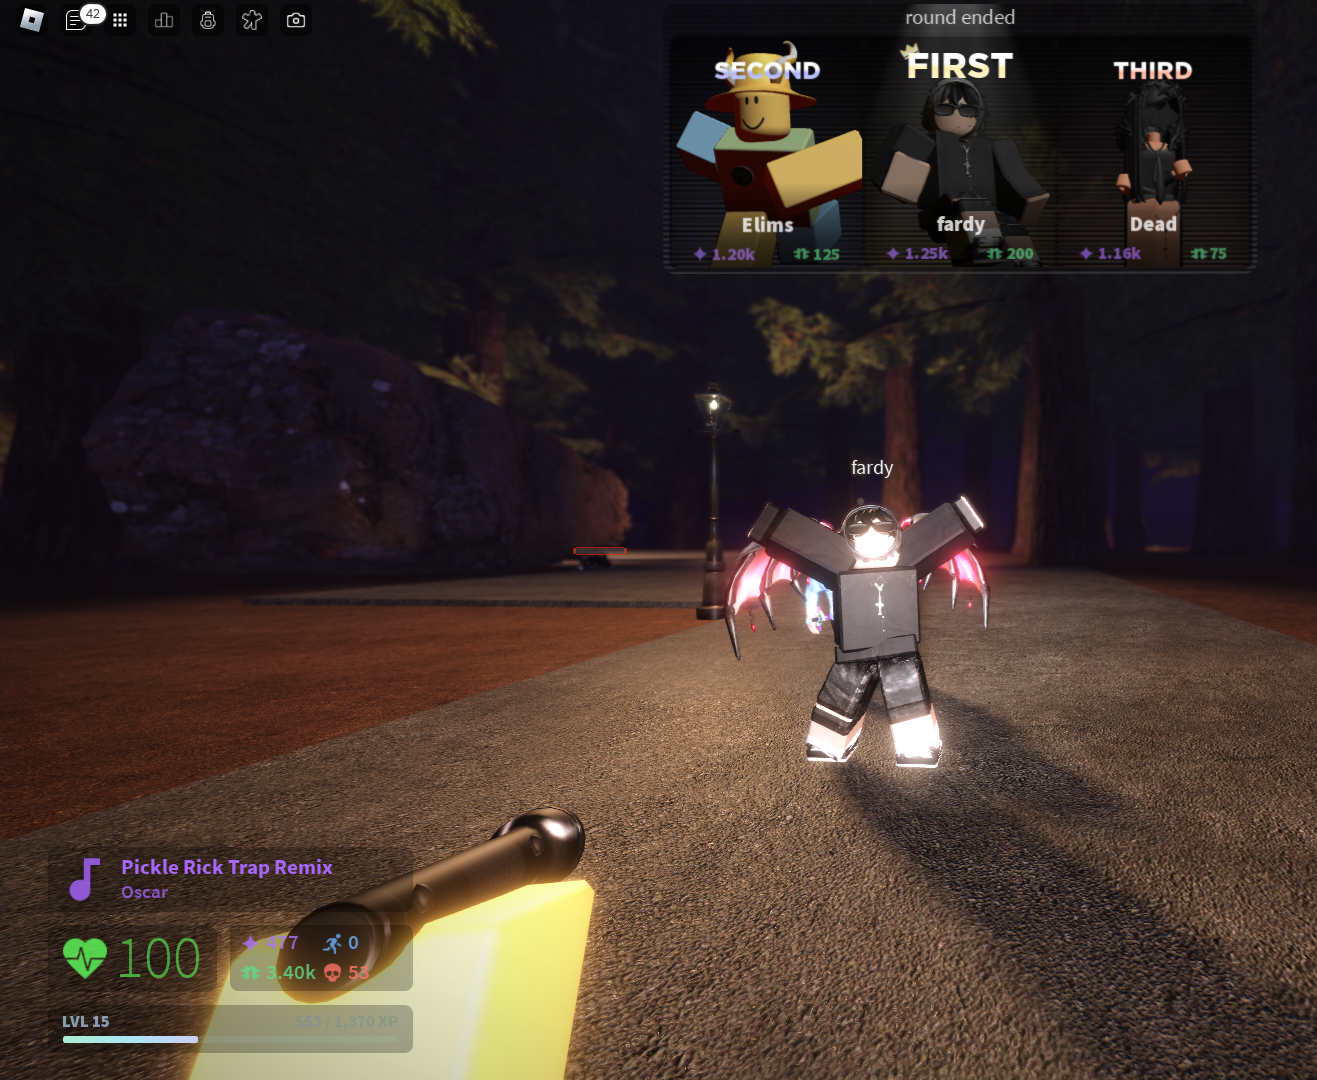 42
round ended
SECOND
FIRST
THIRD
Elims
fardy
Dead
1.20k
125
1.25k
200
1.16k
75
fardy
Pickle Rick Trap Remix
Oscar
100
477
0
3.40k
53
LVL 15
553 / 1,370 XP